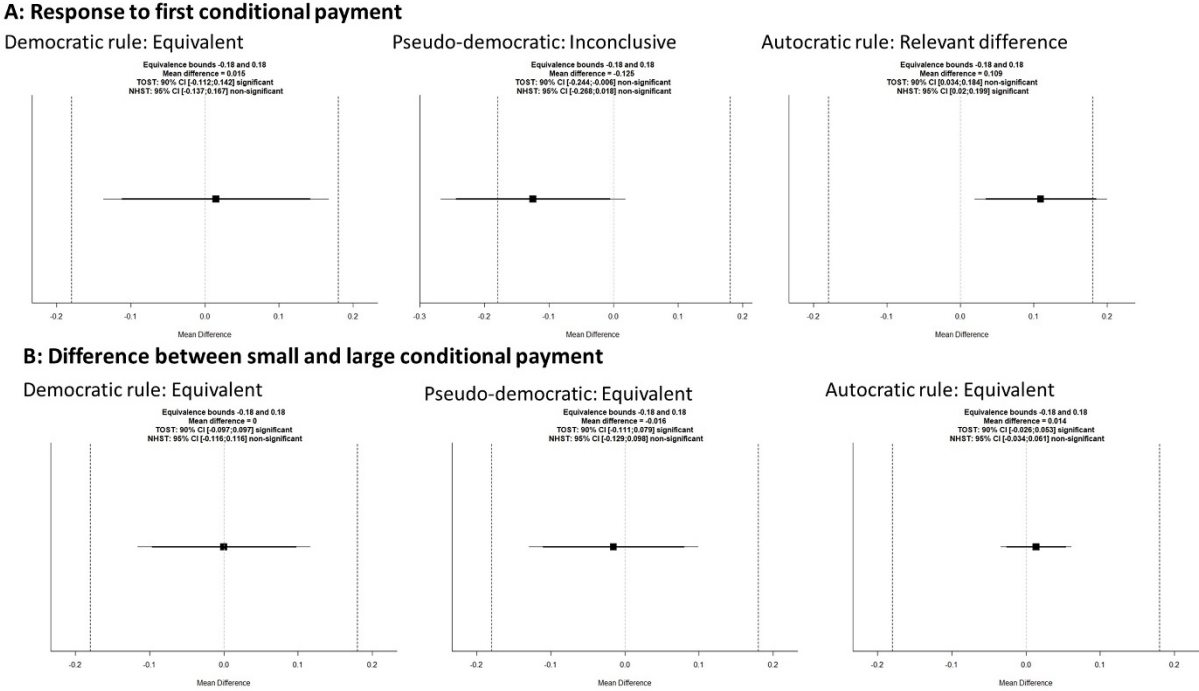 A: Response to first conditional payment
Democratic rule: Equivalent
Equivalence bounds -0.18 and 0.18
Mean difference = 0.015
TOST: 90% CI [-0.112;0.142] significant
NHST: 95% CI [-0.137;0.167] non-significant
-0.2 -0.1 0.0 0.1 0.2
Mean Difference
Pseudo-democratic: Inconclusive
Equivalence bounds -0.18 and 0.18
Mean difference = -0.125
TOST: 90% CI [-0.244;-0.006] non-significant
NHST: 95% CI [-0.268;0.018] non-significant
-0.3 -0.2 -0.1 0.0 0.1 0.2
Mean Difference
Autocratic rule: Relevant difference
Equivalence bounds -0.18 and 0.18
Mean difference = 0.109
TOST: 90% CI [0.034;0.184] non-significant
NHST: 95% CI [0.02;0.199] significant
-0.2 -0.1 0.0 0.1 0.2
Mean Difference
B: Difference between small and large conditional payment
Democratic rule: Equivalent
Equivalence bounds -0.18 and 0.18
Mean difference = 0
TOST: 90% CI [-0.097;0.097] significant
NHST: 95% CI [-0.116;0.116] non-significant
-0.2 -0.1 0.0 0.1 0.2
Mean Difference
Pseudo-democratic: Equivalent
Equivalence bounds -0.18 and 0.18
Mean difference = -0.016
TOST: 90% CI [-0.111;0.079] significant
NHST: 95% CI [-0.129;0.098] non-significant
-0.2 -0.1 0.0 0.1 0.2
Mean Difference
Autocratic rule: Equivalent
Equivalence bounds -0.18 and 0.18
Mean difference = 0.014
TOST: 90% CI [-0.026;0.053] significant
NHST: 95% CI [-0.034;0.061] non-significant
-0.2 -0.1 0.0 0.1 0.2
Mean Difference